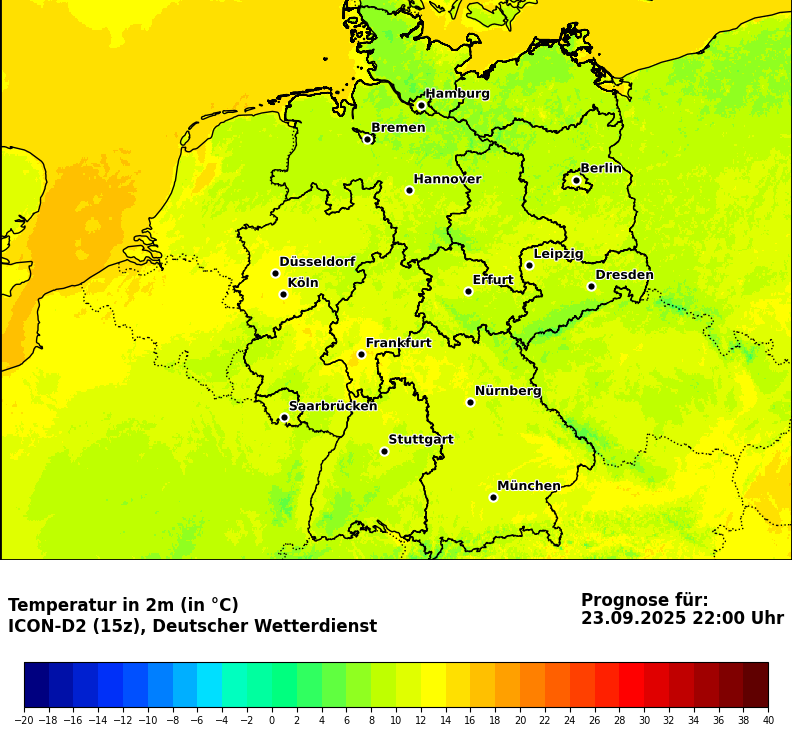 Hamburg
Bremen
Berlin
Hannover
Leipzig
Düsseldorf
Dresden
Köln
Erfurt
Frankfurt
Nürnberg
Saarbrücken
Stuttgart
München
Temperatur in 2m (in °C)
ICON-D2 (15z), Deutscher Wetterdienst
Prognose für:
23.09.2025 22:00 Uhr
−20 −18 −16 −14 −12 −10 −8 −6 −4 −2 0 2 4 6 8 10 12 14 16 18 20 22 24 26 28 30 32 34 36 38 40